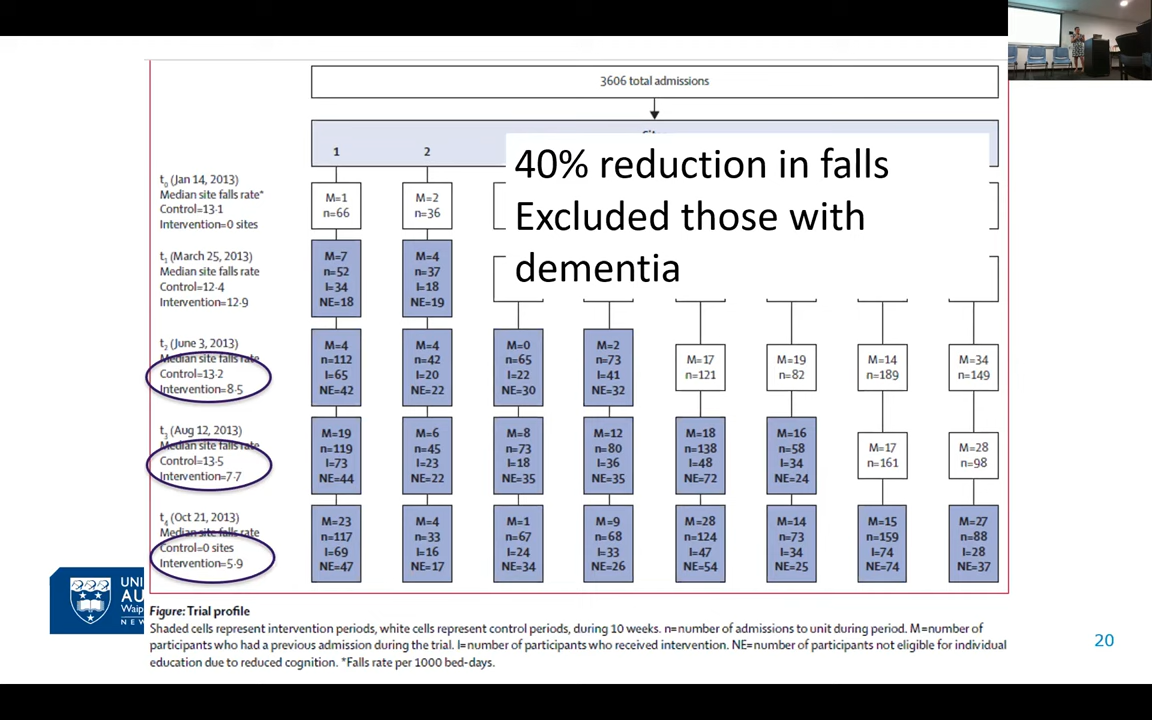 3606 total admissions
1
2
40% reduction in falls
Excluded those with
dementia
t0 (Jan 14, 2013)
Median site falls rate*
Control=13·1
Intervention=0 sites
M=1
n=66
M=2
n=36
t1 (March 25, 2013)
Median site falls rate
Control=12·4
Intervention=12·9
M=7
n=52
I=34
NE=18
M=4
n=37
I=18
NE=19
t2 (June 3, 2013)
Median site falls rate
Control=13·2
Intervention=8·5
M=4
n=112
I=65
NE=42
M=4
n=42
I=20
NE=22
M=0
n=65
I=22
NE=30
M=2
n=73
I=41
NE=32
M=17
n=121
M=19
n=82
M=14
n=189
M=34
n=149
t3 (Aug 12, 2013)
Median site falls rate
Control=13·5
Intervention=7·7
M=19
n=119
I=73
NE=44
M=6
n=45
I=23
NE=22
M=8
n=73
I=18
NE=35
M=12
n=80
I=36
NE=35
M=18
n=138
I=48
NE=72
M=16
n=58
I=34
NE=24
M=17
n=161
M=28
n=98
t4 (Oct 21, 2013)
Median site falls rate
Control=0 sites
Intervention=5·9
M=23
n=117
I=69
NE=47
M=4
n=33
I=16
NE=17
M=1
n=67
I=24
NE=34
M=9
n=68
I=33
NE=26
M=28
n=124
I=47
NE=54
M=14
n=73
I=34
NE=25
M=15
n=159
I=74
NE=74
M=27
n=88
I=28
NE=37
UNI
AU
Waip
NEW
Figure: Trial profile
Shaded cells represent intervention periods, white cells represent control periods, during 10 weeks. n=number of admissions to unit during period. M=number of
participants who had a previous admission during the trial. I=number of participants who received intervention. NE=number of participants not eligible for individual
education due to reduced cognition. *Falls rate per 1000 bed-days.
20